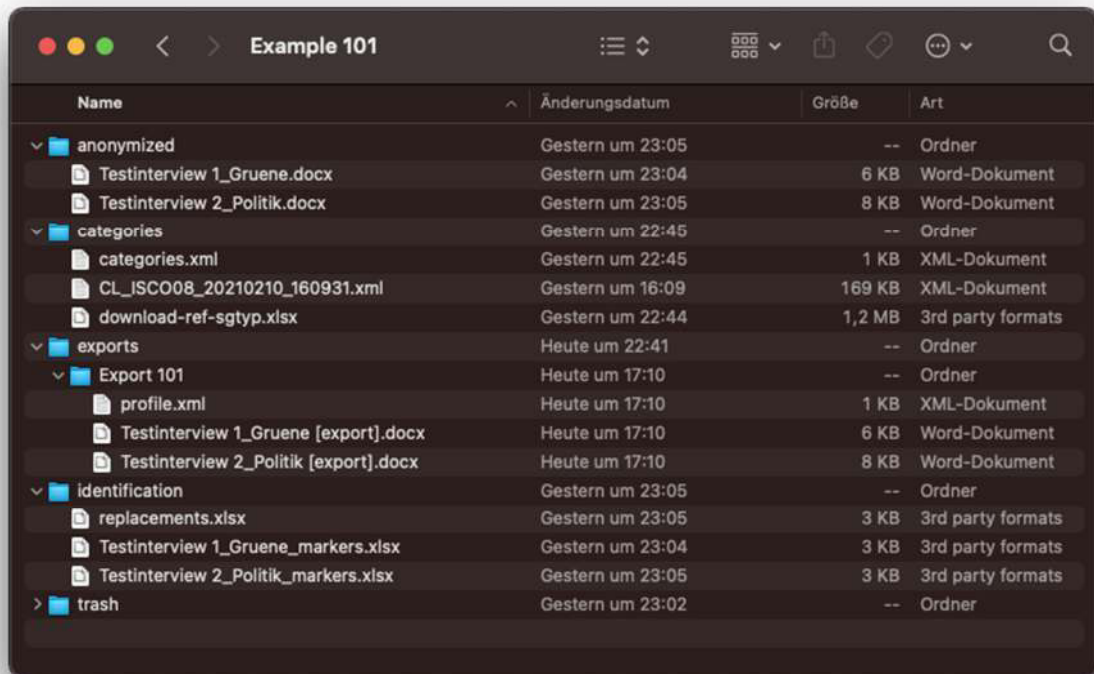 Example 101
Name Änderungsdatum Größe Art
anonymized Gestern um 23:05 -- Ordner
Testinterview 1_Gruene.docx Gestern um 23:04 6 KB Word-Dokument
Testinterview 2_Politik.docx Gestern um 23:05 8 KB Word-Dokument
categories Gestern um 22:45 -- Ordner
categories.xml Gestern um 22:45 1 KB XML-Dokument
CL_ISCO08_20210210_160931.xml Gestern um 16:09 169 KB XML-Dokument
download-ref-sgtyp.xlsx Gestern um 22:44 1,2 MB 3rd party formats
exports Heute um 22:41 -- Ordner
Export 101 Heute um 17:10 -- Ordner
profile.xml Heute um 17:10 1 KB XML-Dokument
Testinterview 1_Gruene [export].docx Heute um 17:10 6 KB Word-Dokument
Testinterview 2_Politik [export].docx Heute um 17:10 8 KB Word-Dokument
identification Gestern um 23:05 -- Ordner
replacements.xlsx Gestern um 23:05 3 KB 3rd party formats
Testinterview 1_Gruene_markers.xlsx Gestern um 23:04 3 KB 3rd party formats
Testinterview 2_Politik_markers.xlsx Gestern um 23:05 3 KB 3rd party formats
trash Gestern um 23:02 -- Ordner